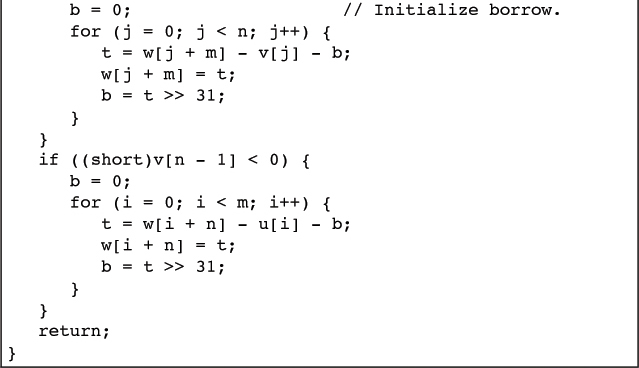 b = 0;                    // Initialize borrow.
      for (j = 0; j < n; j++) {
         t = w[j + m] - v[j] - b;
         w[j + m] = t;
         b = t >> 31;
      }
   }
   if ((short)v[n - 1] < 0) {
      b = 0;
      for (i = 0; i < m; i++) {
         t = w[i + n] - u[i] - b;
         w[i + n] = t;
         b = t >> 31;
      }
   }
   return;
}